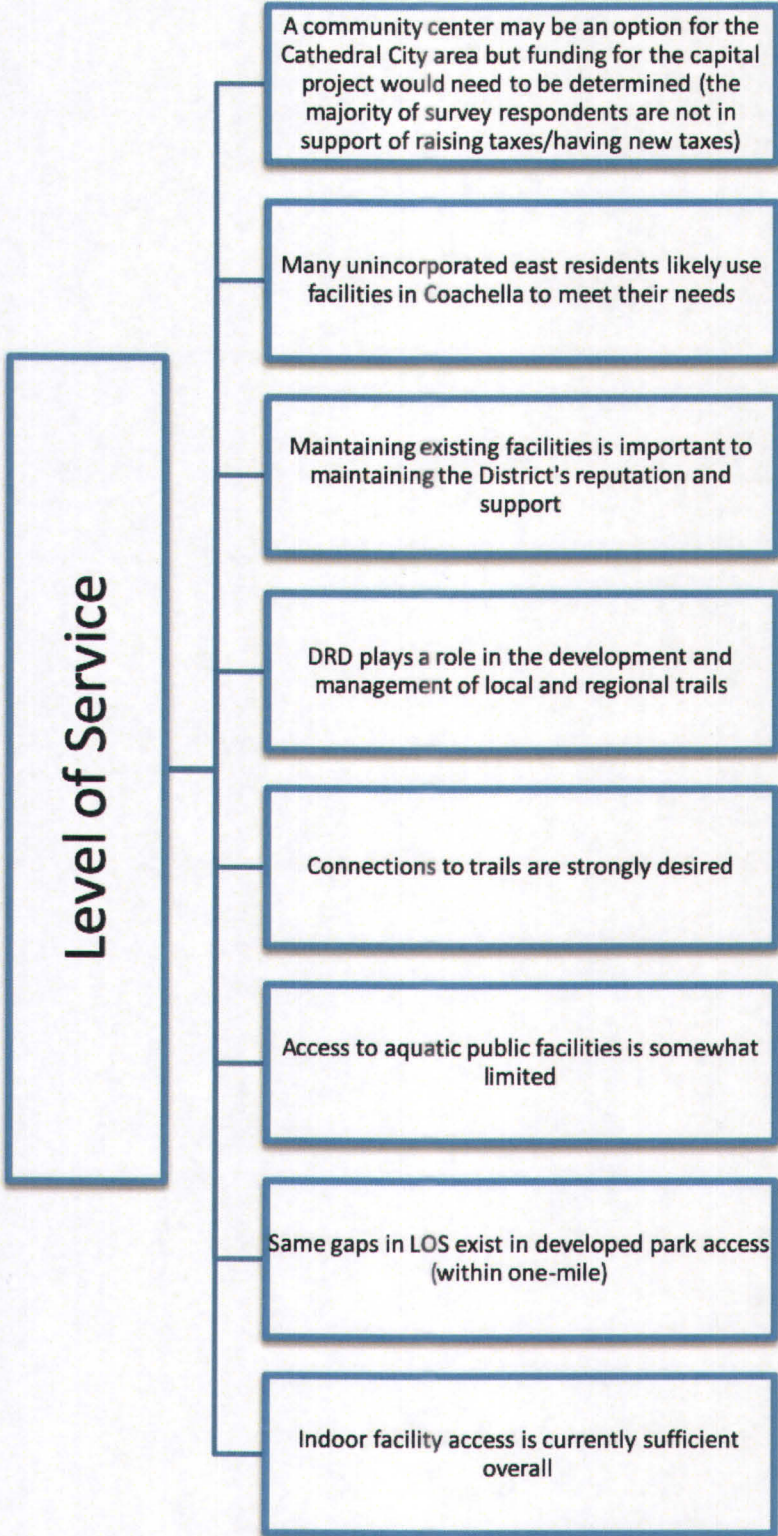 Level of Service
A community center may be an option for the
Cathedral City area but funding for the capital
project would need to be determined (the
majority of survey respondents are not in
support of raising taxes/having new taxes)
Many unincorporated east residents likely use
facilities in Coachella to meet their needs
Maintaining existing facilities is important to
maintaining the District's reputation and
support
DRD plays a role in the development and
management of local and regional trails
Connections to trails are strongly desired
Access to aquatic public facilities is somewhat
limited
Same gaps in LOS exist in developed park access
(within one-mile)
Indoor facility access is currently sufficient
overall